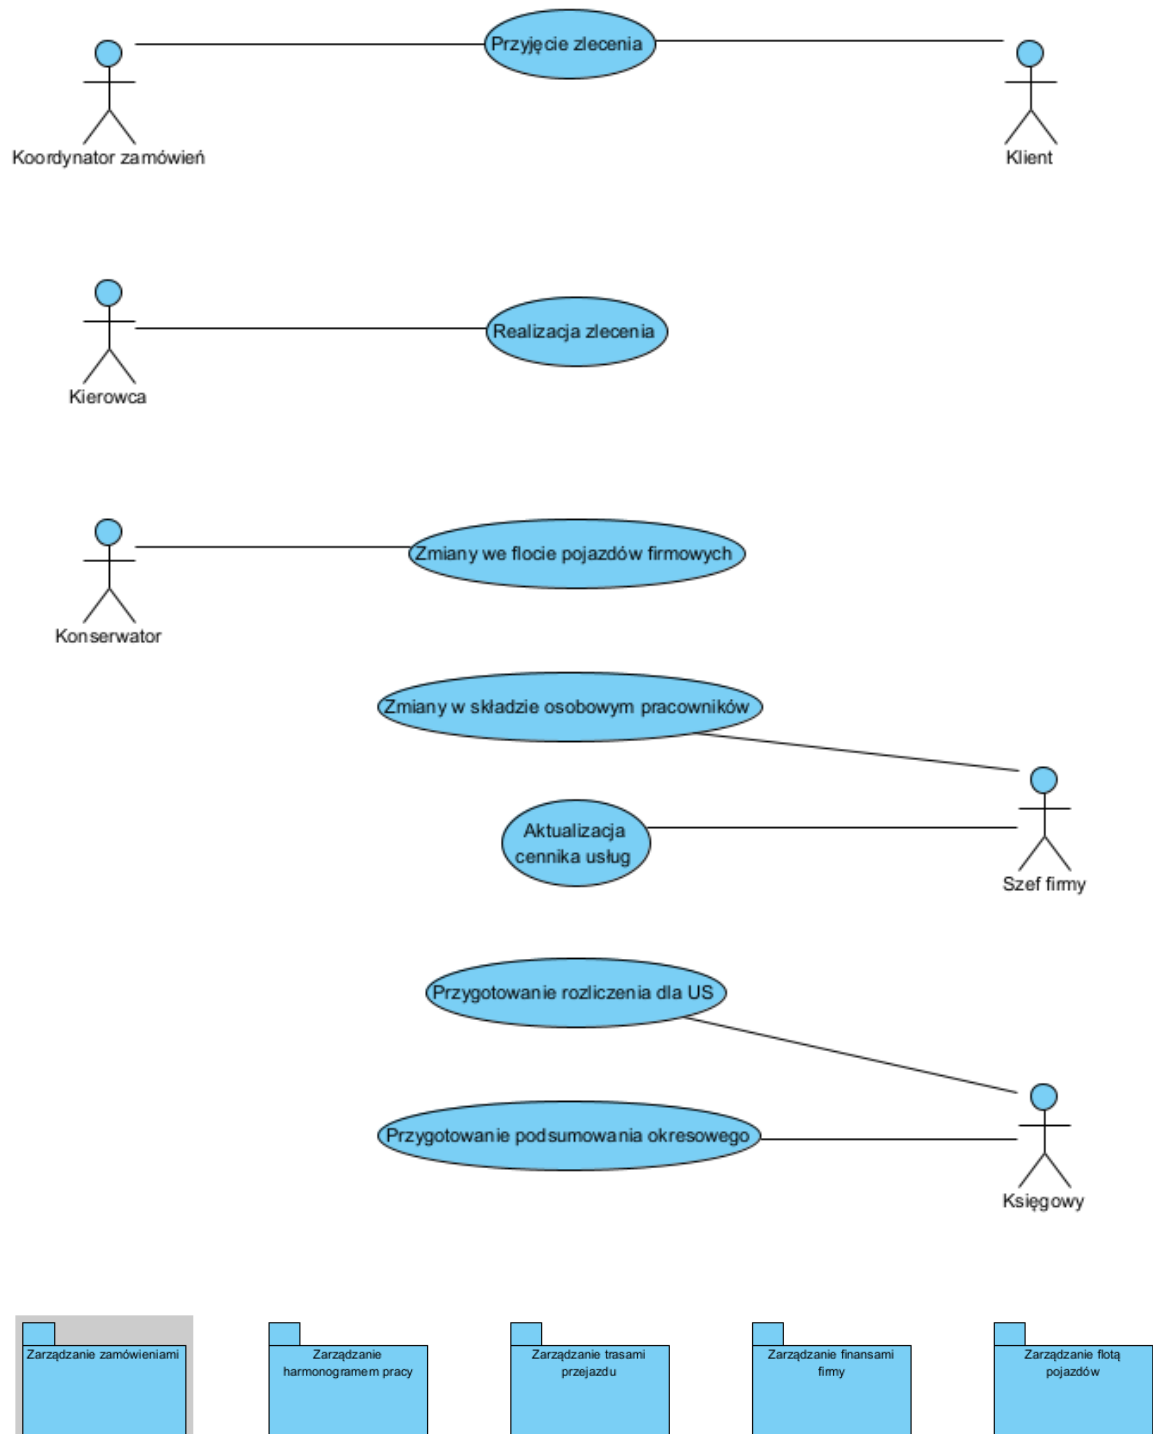 Przyjęcie zlecenia
Koordynator zamówień
Klient
Realizacja zlecenia
Kierowca
Zmiany we flocie pojazdów firmowych
Konserwator
Zmiany w składzie osobowym pracowników
Aktualizacja
cennika usług
Szef firmy
Przygotowanie rozliczenia dla US
Przygotowanie podsumowania okresowego
Księgowy
Zarządzanie zamówieniami
Zarządzanie
harmonogramem pracy
Zarządzanie trasami
przejazdu
Zarządzanie finansami
firmy
Zarządzanie flotą
pojazdów